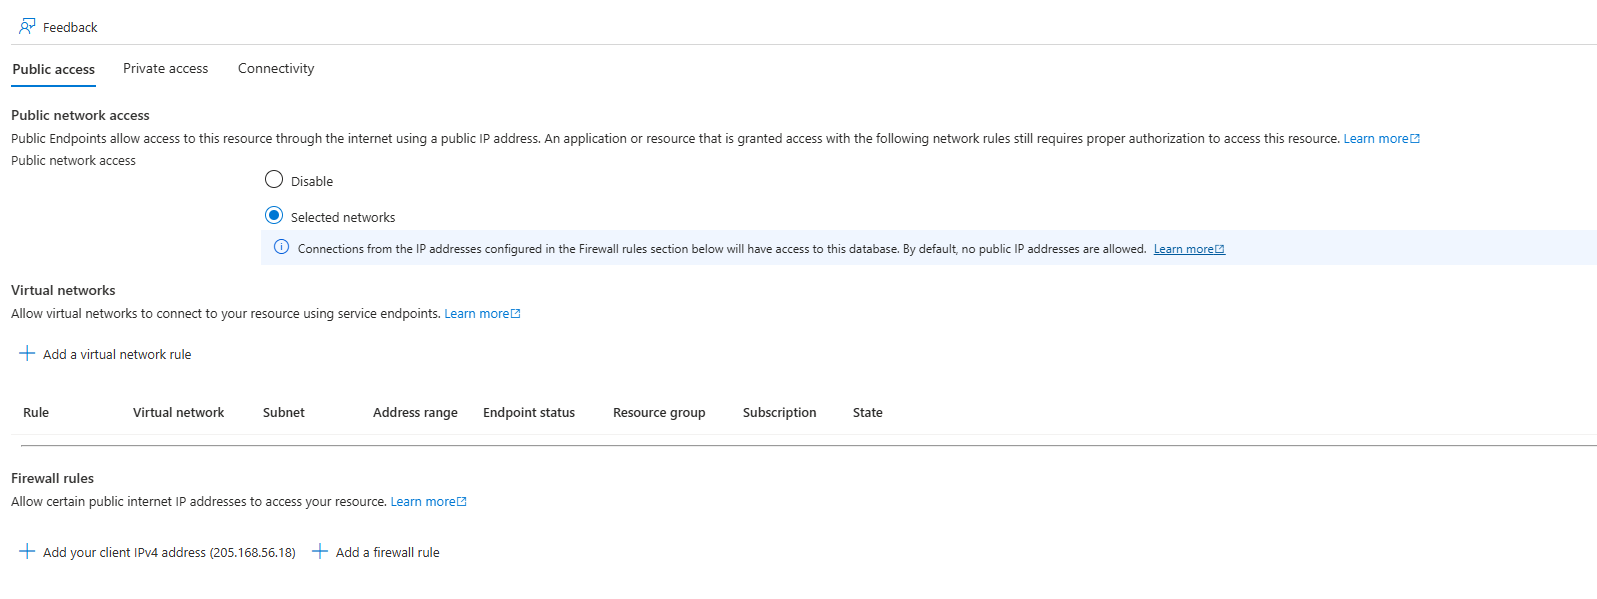 Feedback
Public access Private access Connectivity
Public network access
Public Endpoints allow access to this resource through the internet using a public IP address. An application or resource that is granted access with the following network rules still requires proper authorization to access this resource. Learn more
Public network access
Disable
Selected networks
Connections from the IP addresses configured in the Firewall rules section below will have access to this database. By default, no public IP addresses are allowed. Learn more
Virtual networks
Allow virtual networks to connect to your resource using service endpoints. Learn more
+ Add a virtual network rule
Rule Virtual network Subnet Address range Endpoint status Resource group Subscription State
Firewall rules
Allow certain public internet IP addresses to access your resource. Learn more
+ Add your client IPv4 address (205.168.56.18) + Add a firewall rule